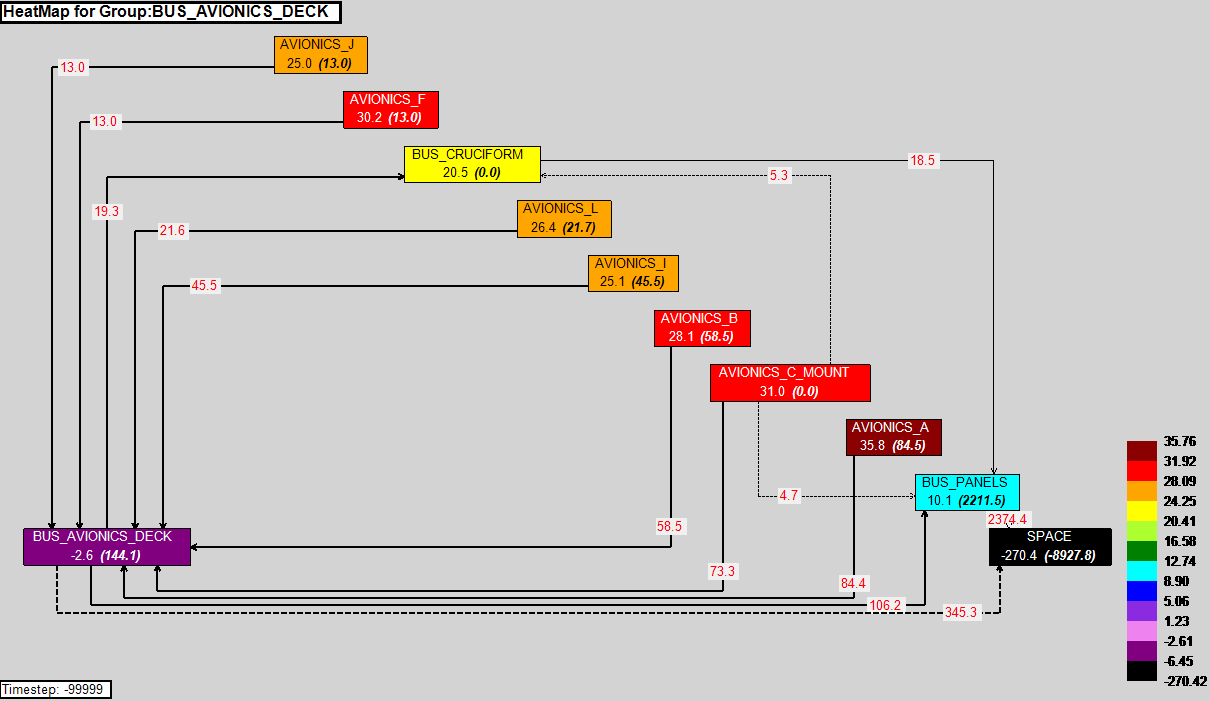 HeatMap for Group:BUS_AVIONICS_DECK
AVIONICS_J
25.0 (13.0)
13.0
AVIONICS_F
30.2 (13.0)
13.0
BUS_CRUCIFORM
20.5 (0.0)
18.5
5.3
19.3
AVIONICS_L
26.4 (21.7)
21.6
AVIONICS_I
25.1 (45.5)
45.5
AVIONICS_B
28.1 (58.5)
AVIONICS_C_MOUNT
31.0 (0.0)
AVIONICS_A
35.8 (84.5)
BUS_PANELS
10.1 (2211.5)
4.7
2374.4
58.5
BUS_AVIONICS_DECK
-2.6 (144.1)
SPACE
-270.4 (-8927.8)
73.3
84.4
106.2
345.3
35.76
31.92
28.09
24.25
20.41
16.58
12.74
8.90
5.06
1.23
-2.61
-6.45
-270.42
Timestep: -99999